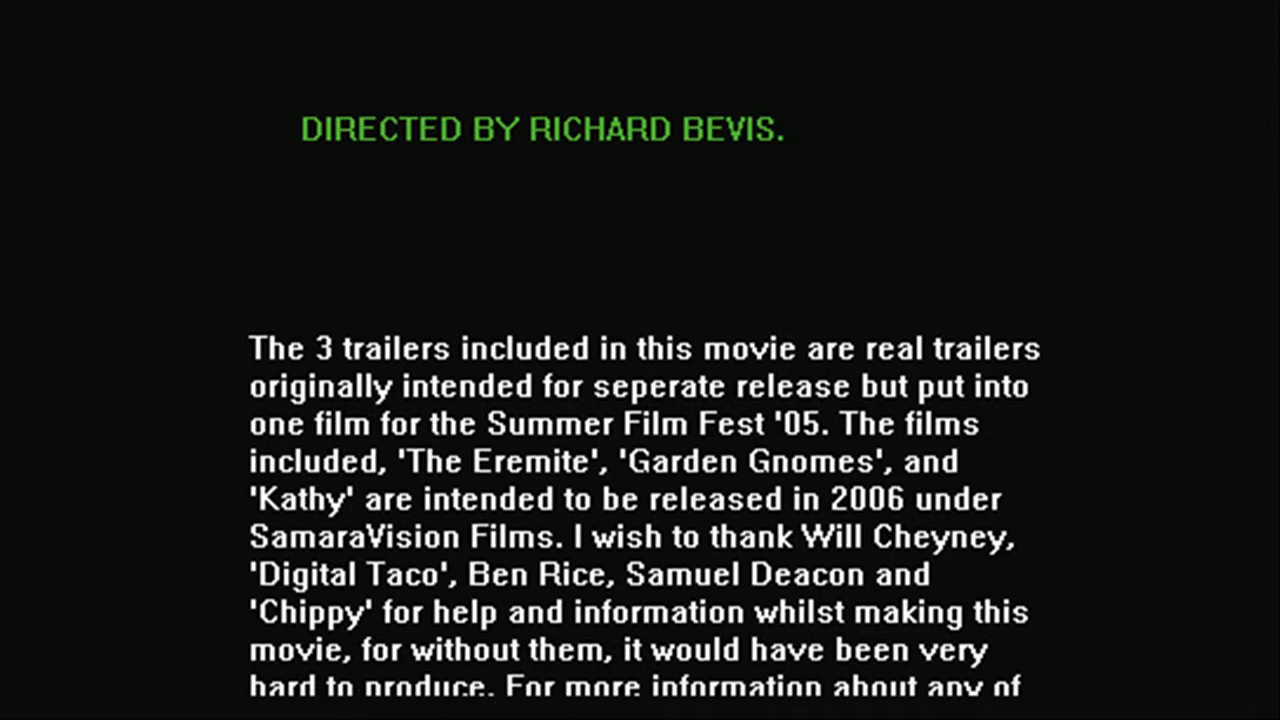 DIRECTED BY RICHARD BEVIS.
The 3 trailers included in this movie are real trailers
originally intended for seperate release but put into
one film for the Summer Film Fest '05. The films
included, 'The Eremite', 'Garden Gnomes', and
'Kathy' are intended to be released in 2006 under
SamaraVision Films. I wish to thank Will Cheyney,
'Digital Taco', Ben Rice, Samuel Deacon and
'Chippy' for help and information whilst making this
movie, for without them, it would have been very
hard to produce. For more information about any of